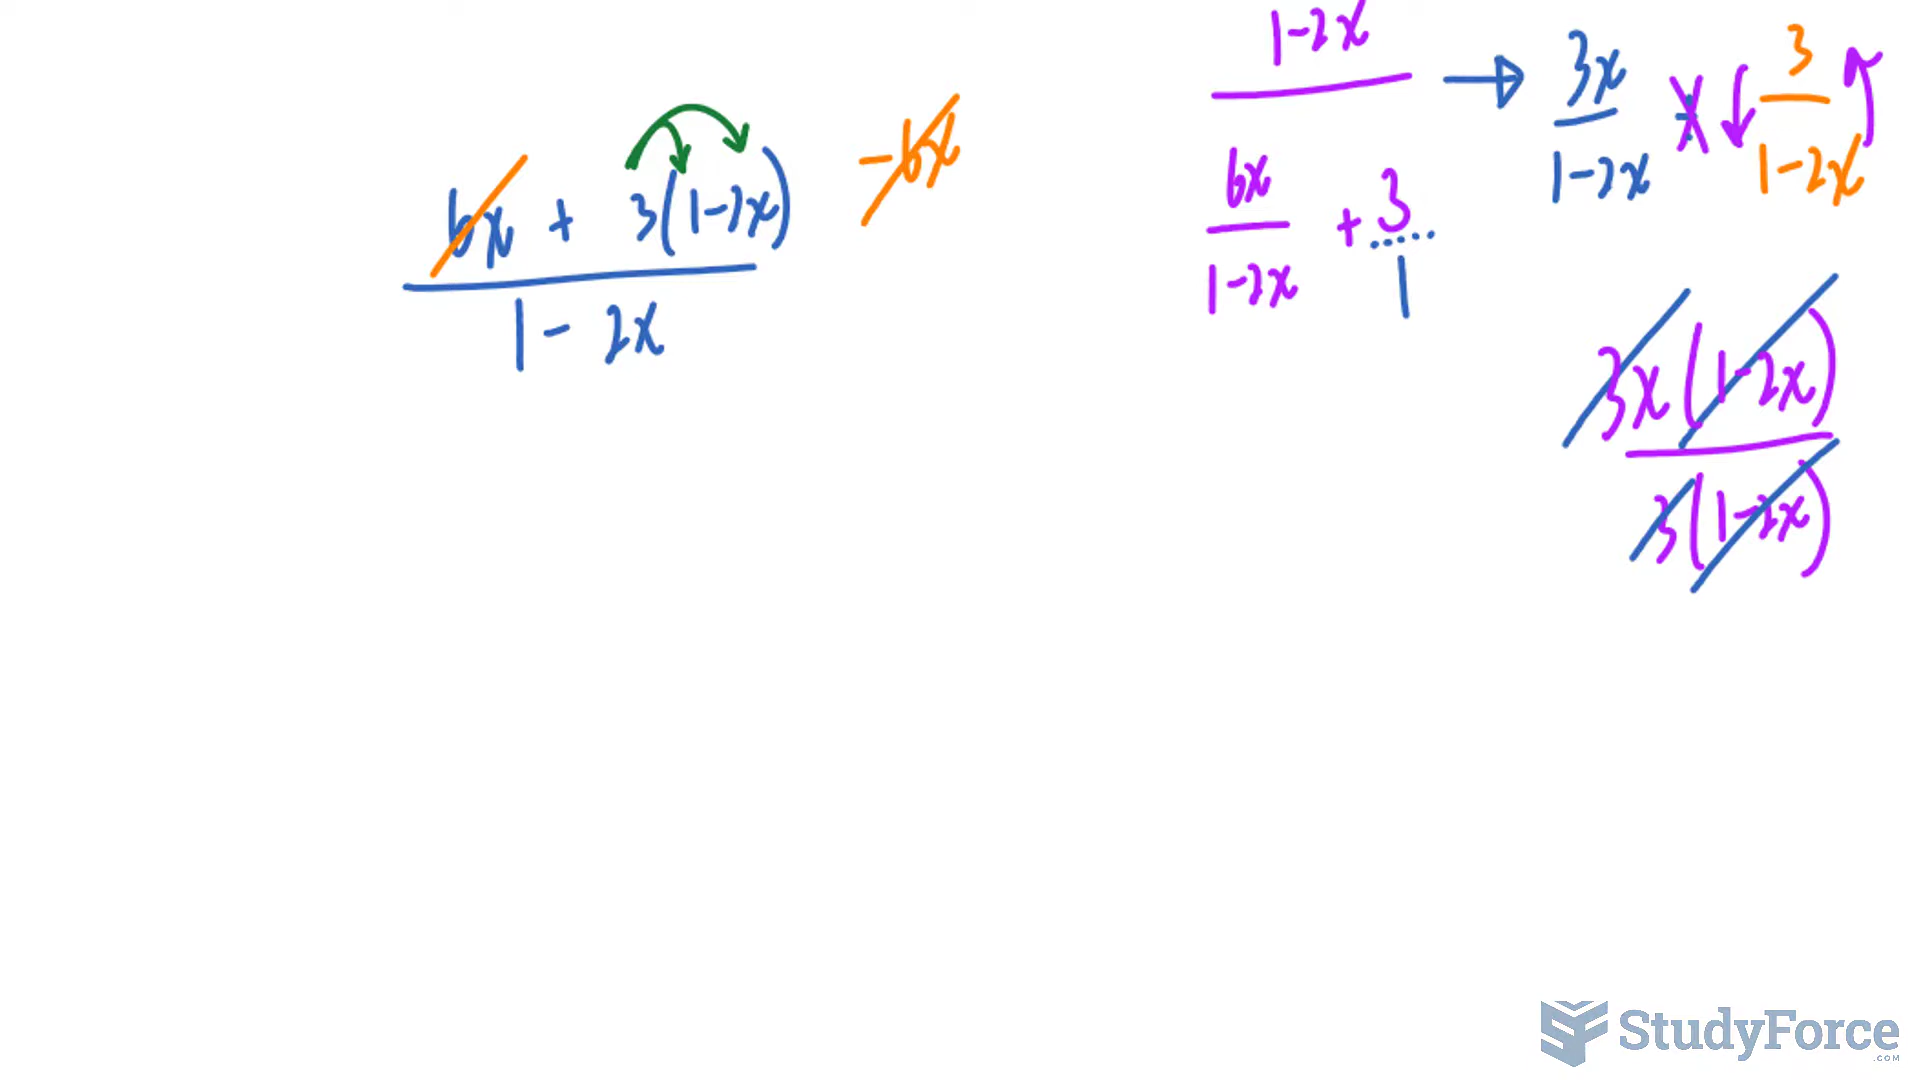 6x + 3(1-2x) -6x
1 - 2x
1-2x
6x + 3
1-2x 1
→ 3x × 3
1-2x 1-2x
3x(1-2x)
3(1-2x)
StudyForce
.COM